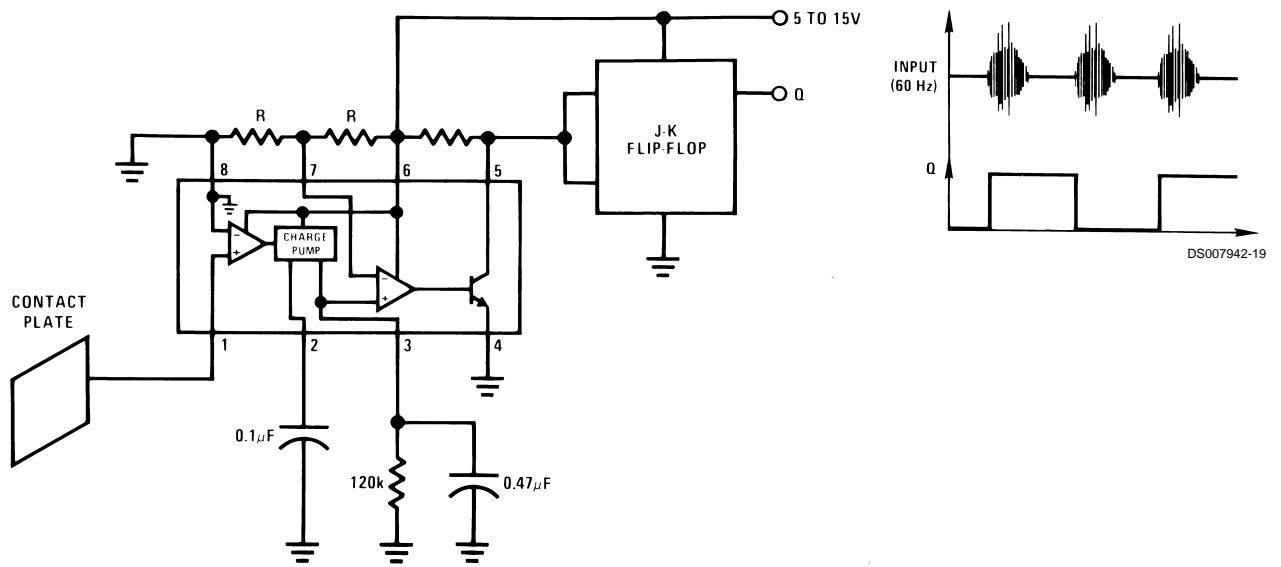 5 TO 15V
Q
J-K
FLIP-FLOP
R
R
8
7
6
5
CHARGE
PUMP
-
+
-
+
CONTACT
PLATE
1
2
3
4
0.1μF
120k
0.47μF
INPUT
(60 Hz)
Q
DS007942-19